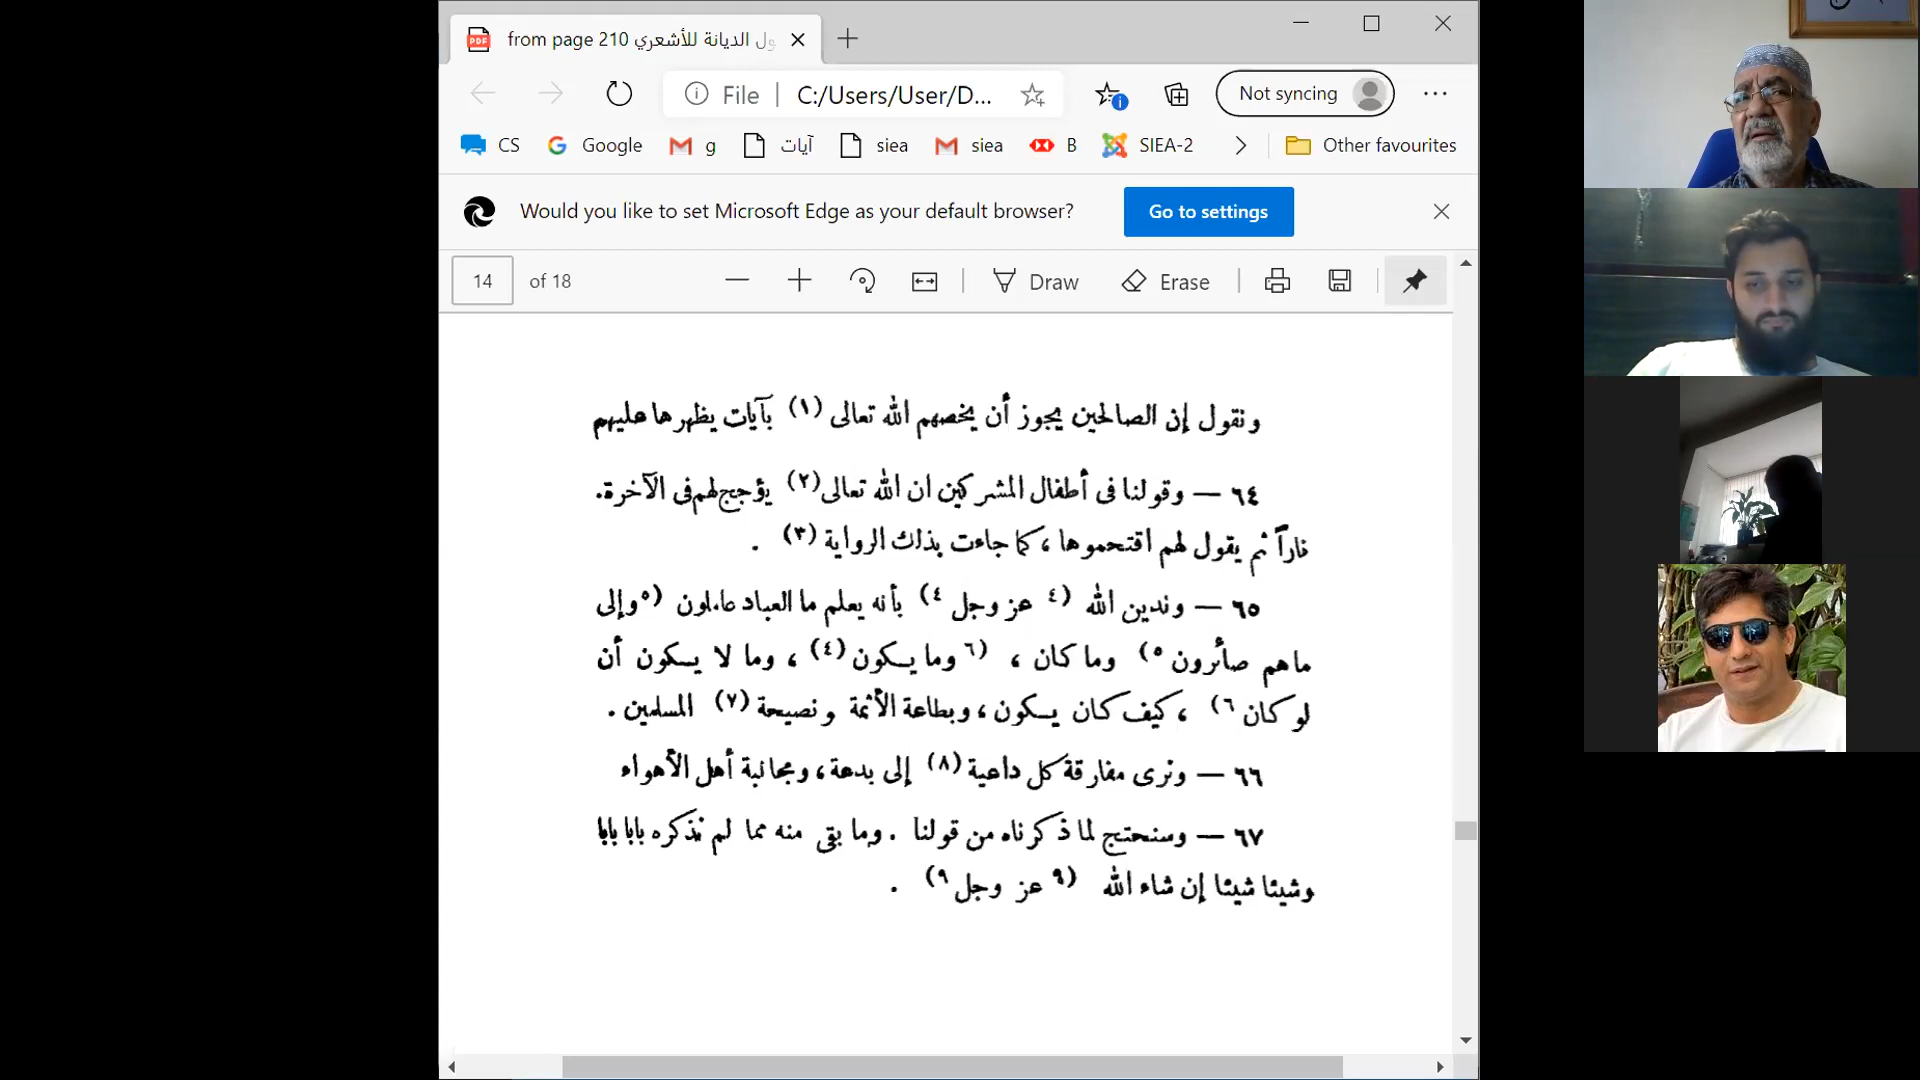 from page 210 ول الديانة للأشعري
File
C:/Users/User/D...
Not syncing
CS
Google
g
آيات
siea
siea
B
SIEA-2
Other favourites
Would you like to set Microsoft Edge as your default browser?
Go to settings
14 of 18
Draw
Erase
ونقول إن الصالحين يجوز أن يخصهم الله تعالى (١) بآيات يظهرها عليهم
٦٤ — وقولنا فى أطفال المشركين ان الله تعالى (٢) يؤجج لهم فى الآخرة.
ناراً ثم يقول لهم اقتحموها ، كما جاءت بذلك الرواية (٣) .
٦٥ — وندين الله (٤ عز وجل ٤) بأنه يعلم ما العباد عاملون (٥ وإلى
ما هم صائرون ٥) وما كان ، (٦ وما يكون (٤) ، وما لا يكون أن
لو كان ٦) ، كيف كان يكون ، وبطاعة الأئمة ونصيحة (٧) المسلمين .
٦٦ — ونرى مفارقة كل داعية (٨) إلى بدعة ، ومجانبة أهل الأهواء
٦٧ — وسنحتج لما ذكرناه من قولنا . وما بقى منه مما لم نذكره بابا بابا
وشيئا شيئا إن شاء الله (٩ عز وجل ٩) .